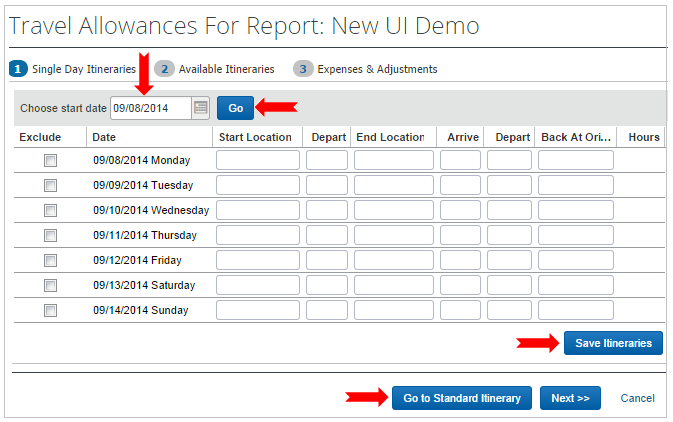 Travel Allowances For Report: New UI Demo
1 Single Day Itineraries 2 Available Itineraries 3 Expenses & Adjustments
Choose start date 09/08/2014 Go
Exclude Date Start Location Depart End Location Arrive Depart Back At Ori... Hours
09/08/2014 Monday
09/09/2014 Tuesday
09/10/2014 Wednesday
09/11/2014 Thursday
09/12/2014 Friday
09/13/2014 Saturday
09/14/2014 Sunday
Save Itineraries
Go to Standard Itinerary Next >> Cancel